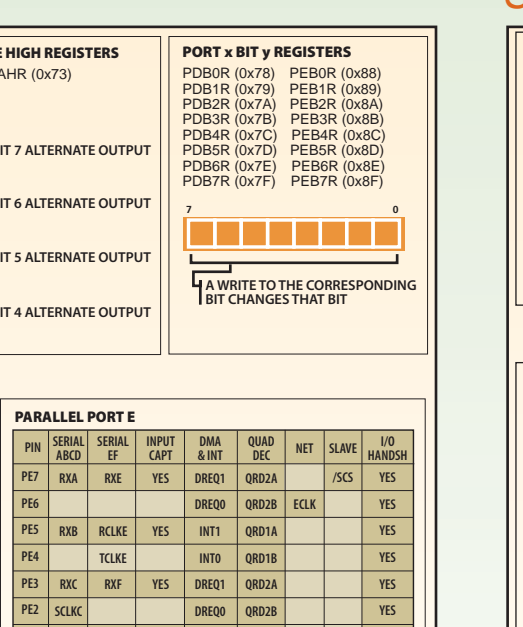 E HIGH REGISTERS
AHR (0x73)
IT 7 ALTERNATE OUTPUT
IT 6 ALTERNATE OUTPUT
IT 5 ALTERNATE OUTPUT
IT 4 ALTERNATE OUTPUT
PORT x BIT y REGISTERS
PDB0R (0x78) PEB0R (0x88)
PDB1R (0x79) PEB1R (0x89)
PDB2R (0x7A) PEB2R (0x8A)
PDB3R (0x7B) PEB3R (0x8B)
PDB4R (0x7C) PEB4R (0x8C)
PDB5R (0x7D) PEB5R (0x8D)
PDB6R (0x7E) PEB6R (0x8E)
PDB7R (0x7F) PEB7R (0x8F)
7 0
A WRITE TO THE CORRESPONDING
BIT CHANGES THAT BIT
PARALLEL PORT E
PIN SERIAL ABCD SERIAL EF INPUT CAPT DMA & INT QUAD DEC NET SLAVE I/O HANDSH
PE7 RXA RXE YES DREQ1 QRD2A /SCS YES
PE6 DREQ0 QRD2B ECLK YES
PE5 RXB RCLKE YES INT1 QRD1A YES
PE4 TCLKE INT0 QRD1B YES
PE3 RXC RXF YES DREQ1 QRD2A YES
PE2 SCLKC DREQ0 QRD2B YES